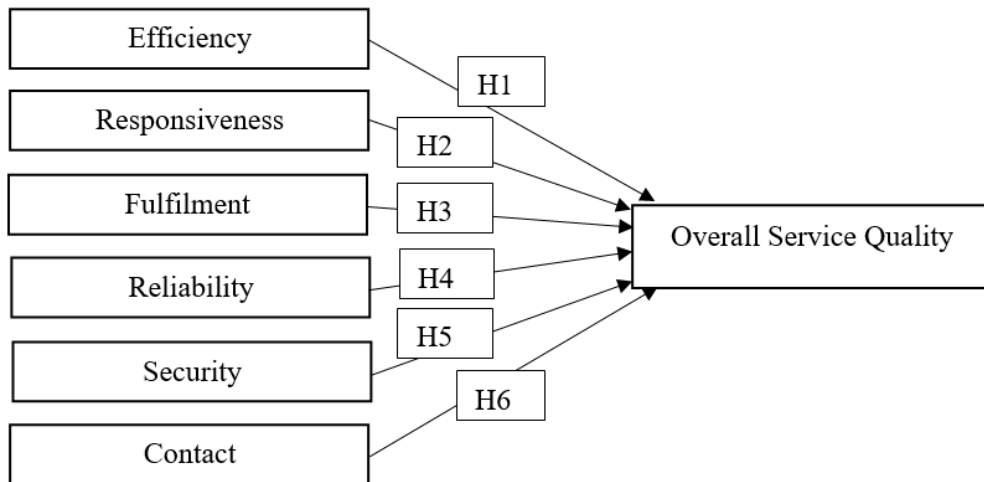 Efficiency
H1
Responsiveness
H2
Fulfilment
H3
Overall Service Quality
Reliability
H4
Security
H5
H6
Contact